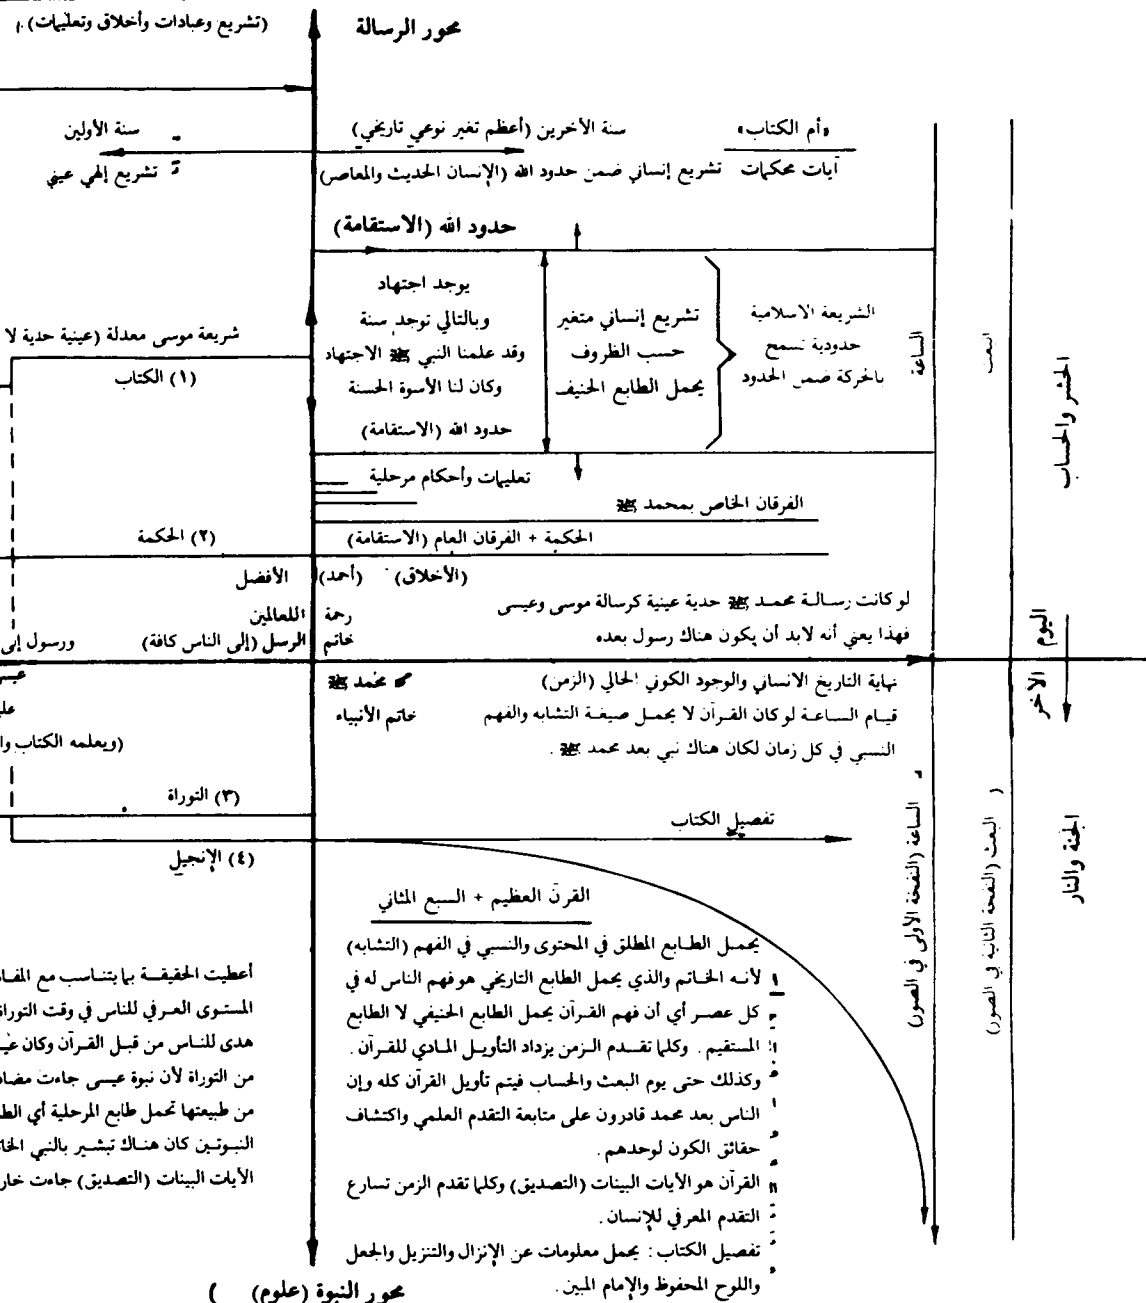 محور الرسالة
(تشريع وعبادات وأخلاق وتعليمات)
«أم الكتاب»
سنة الآخرين (أعظم تغير نوعي تاريخي)
سنة الأولين
آيات محكمات
تشريع إنساني ضمن حدود الله (الإنسان الحديث والمعاصر)
تشريع إلهي عيني
حدود الله (الاستقامة)
يوجد اجتهاد
وبالتالي توجد سنة
وقد علمنا النبي ﷺ الاجتهاد
وكان لنا الأسوة الحسنة
حدود الله (الاستقامة)
تشريع إنساني متغير
حسب الظروف
يحمل الطابع الحنيف
الشريعة الاسلامية
حدودية تسمح
بالحركة ضمن الحدود
الساعة
البعث
الحشر والحساب
شريعة موسى معدلة (عينية حدية لا
(١) الكتاب
تعليمات وأحكام مرحلية
الفرقان الخاص بمحمد ﷺ
الحكمة + الفرقان العام (الاستقامة)
(٢) الحكمة
(الأخلاق) (أحمد) الأفضل
رحمة اللعالمين
خاتم الرسل (إلى الناس كافة)
ورسول إلى
لو كانت رسالة محمد ﷺ حدية عينية كرسالة موسى وعيسى
فهذا يعني أنه لابد أن يكون هناك رسول بعده
اليوم الآخر
نهاية التاريخ الانساني والوجود الكوني الحالي (الزمن)
محمد ﷺ
قيام الساعة لو كان القرآن لا يحمل صيغة التشابه والفهم
خاتم الأنبياء
النسبي في كل زمان لكان هناك نبي بعد محمد ﷺ .
(ويعلمه الكتاب وا
(٣) التوراة
تفصيل الكتاب
(٤) الإنجيل
الساعة (النفخة الأولى في الصور)
البعث (النفخة الثانية في الصور)
الجنة والنار
القرآن العظيم + السبع المثاني
يحمل الطابع المطلق في المحتوى والنسبي في الفهم (التشابه)
لأنه الخاتم والذي يحمل الطابع التاريخي هو فهم الناس له في
كل عصر أي أن فهم القرآن يحمل الطابع الحنيفي لا الطابع
المستقيم . وكلما تقدم الزمن يزداد التأويل المادي للقرآن .
وكذلك حتى يوم البعث والحساب فيتم تأويل القرآن كله وإن
الناس بعد محمد قادرون على متابعة التقدم العلمي واكتشاف
حقائق الكون لوحدهم .
القرآن هو الآيات البينات (التصديق) وكلما تقدم الزمن تسارع
التقدم المعرفي للإنسان .
تفصيل الكتاب : يحمل معلومات عن الإنزال والتنزيل والجعل
واللوح المحفوظ والإمام المبين .
أعطيت الحقيقة بما يتناسب مع المفا
المستوى العرفي للناس في وقت التوراة
هدى للناس من قبل القرآن وكان
من التوراة لأن نبوة عيسى جاءت
من طبيعتها تحمل طابع المرحلية أي الط
النبوتين كان هناك تبشير بالنبي الخا
الآيات البينات (التصديق) جاءت خار
محور النبوة (علوم)